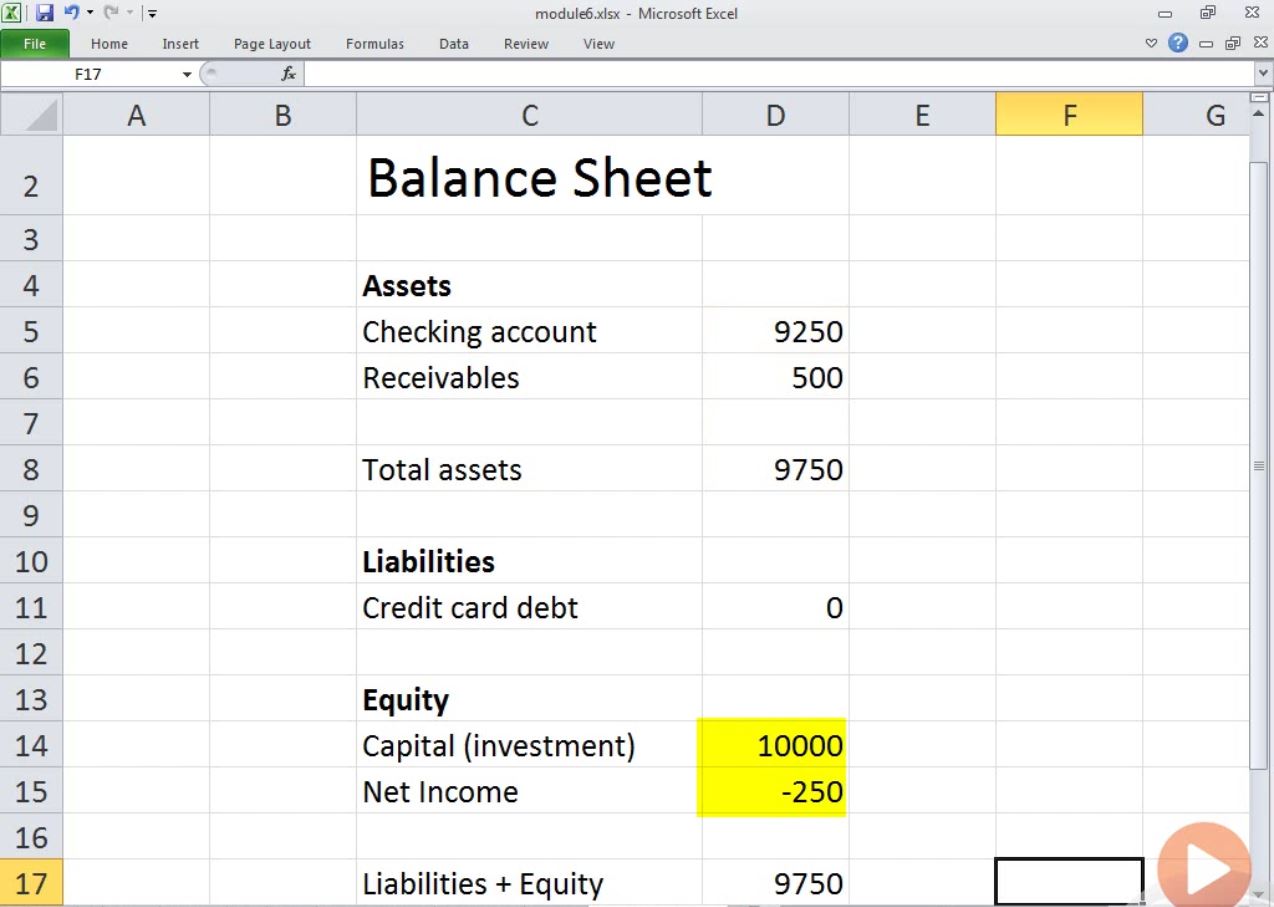 module6.xlsx - Microsoft Excel
File Home Insert Page Layout Formulas Data Review View
F17 fx
A B C D E F G
2 Balance Sheet
3
4 Assets
5 Checking account 9250
6 Receivables 500
7
8 Total assets 9750
9
10 Liabilities
11 Credit card debt 0
12
13 Equity
14 Capital (investment) 10000
15 Net Income -250
16
17 Liabilities + Equity 9750